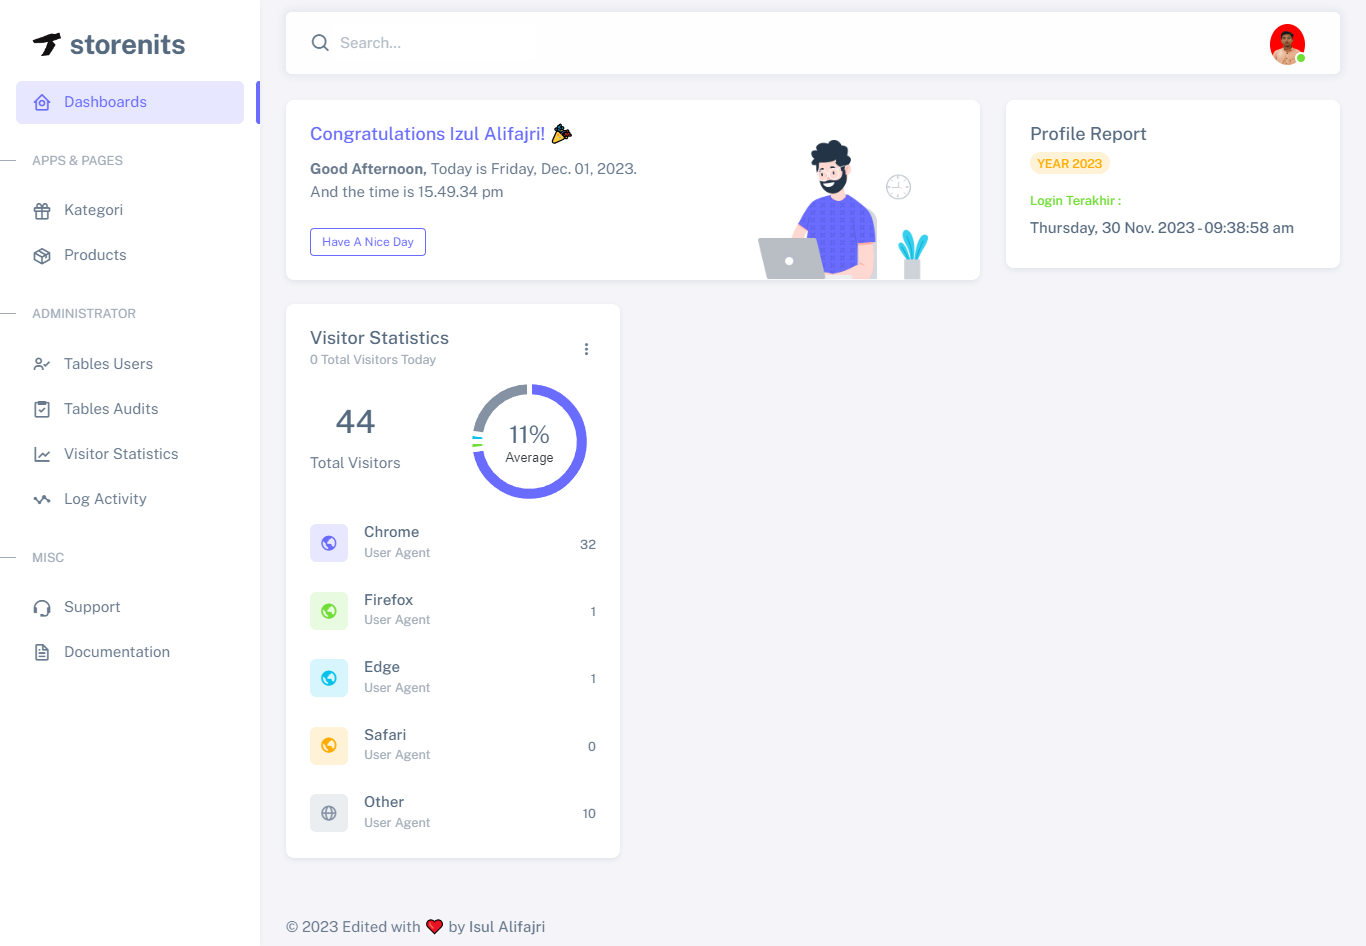 storenits
Dashboards
APPS & PAGES
Kategori
Products
ADMINISTRATOR
Tables Users
Tables Audits
Visitor Statistics
Log Activity
MISC
Support
Documentation
Search...
Congratulations Izul Alifajri! 🎉
Good Afternoon, Today is Friday, Dec. 01, 2023.
And the time is 15.49.34 pm
Have A Nice Day
Profile Report
YEAR 2023
Login Terakhir :
Thursday, 30 Nov. 2023 - 09:38:58 am
Visitor Statistics
0 Total Visitors Today
44
Total Visitors
11%
Average
Chrome
User Agent
32
Firefox
User Agent
1
Edge
User Agent
1
Safari
User Agent
0
Other
User Agent
10
© 2023 Edited with ❤️ by Isul Alifajri